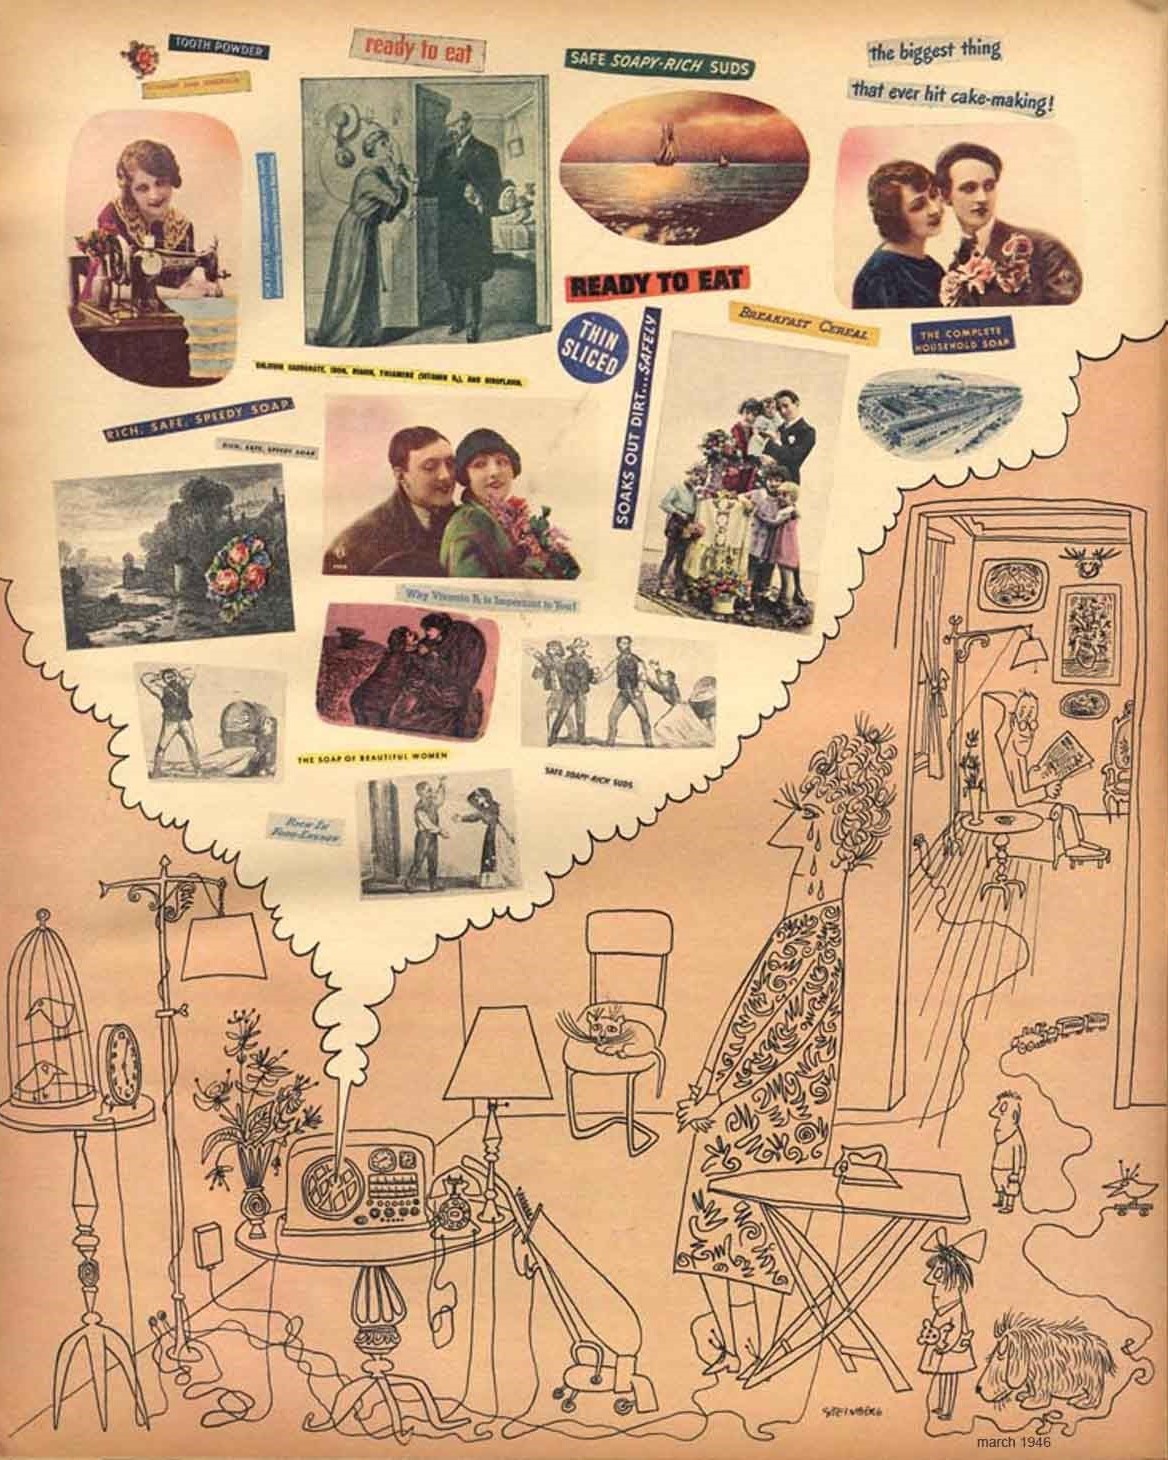 TOOTH POWDER
ready to eat
SAFE SOAPY-RICH SUDS
the biggest thing
that ever hit cake-making!
READY TO EAT
THIN
SLICED
SOAKS OUT DIRT...SAFELY
BREAKFAST CEREAL
THE COMPLETE
HOUSEHOLD SOAP
RICH, SAFE, SPEEDY SOAP
RICH, SAFE, SPEEDY SOAP
Why Vitamin B₁ is Important to You!
THE SOAP OF BEAUTIFUL WOMEN
SAFE SOAPY-RICH SUDS
STEINBERG
march 1946